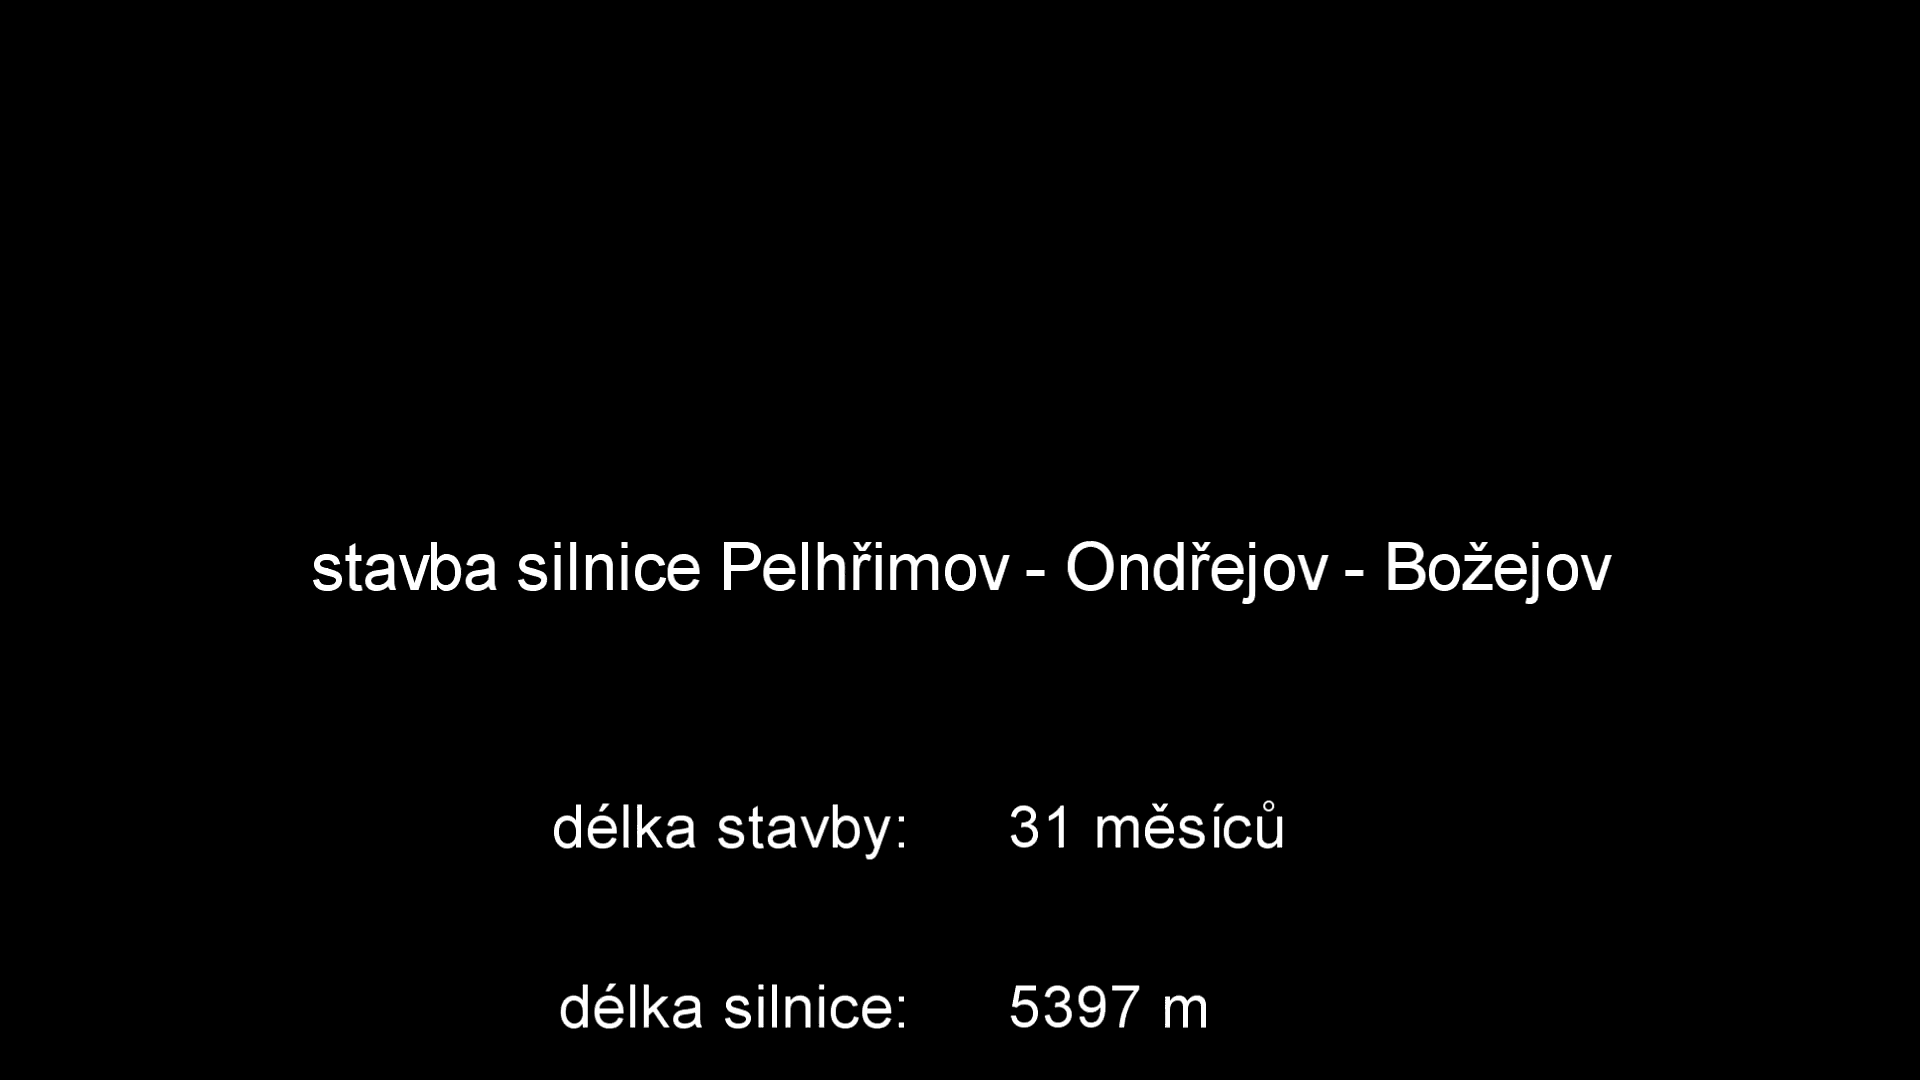 stavba silnice Pelhřimov - Ondřejov - Božejov
délka stavby: 31 měsíců
délka silnice: 5397 m